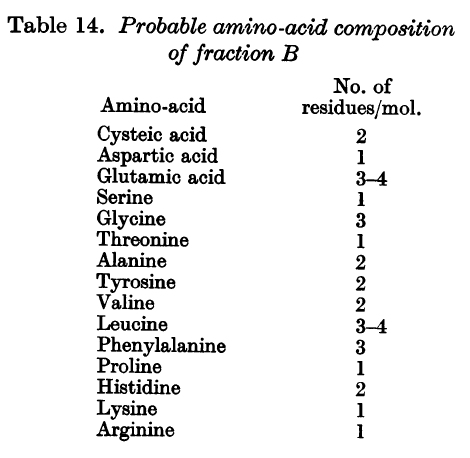 Table 14. Probable amino-acid composition
of fraction B
No. of
Amino-acid residues/mol.
Cysteic acid 2
Aspartic acid 1
Glutamic acid 3–4
Serine 1
Glycine 3
Threonine 1
Alanine 2
Tyrosine 2
Valine 2
Leucine 3–4
Phenylalanine 3
Proline 1
Histidine 2
Lysine 1
Arginine 1